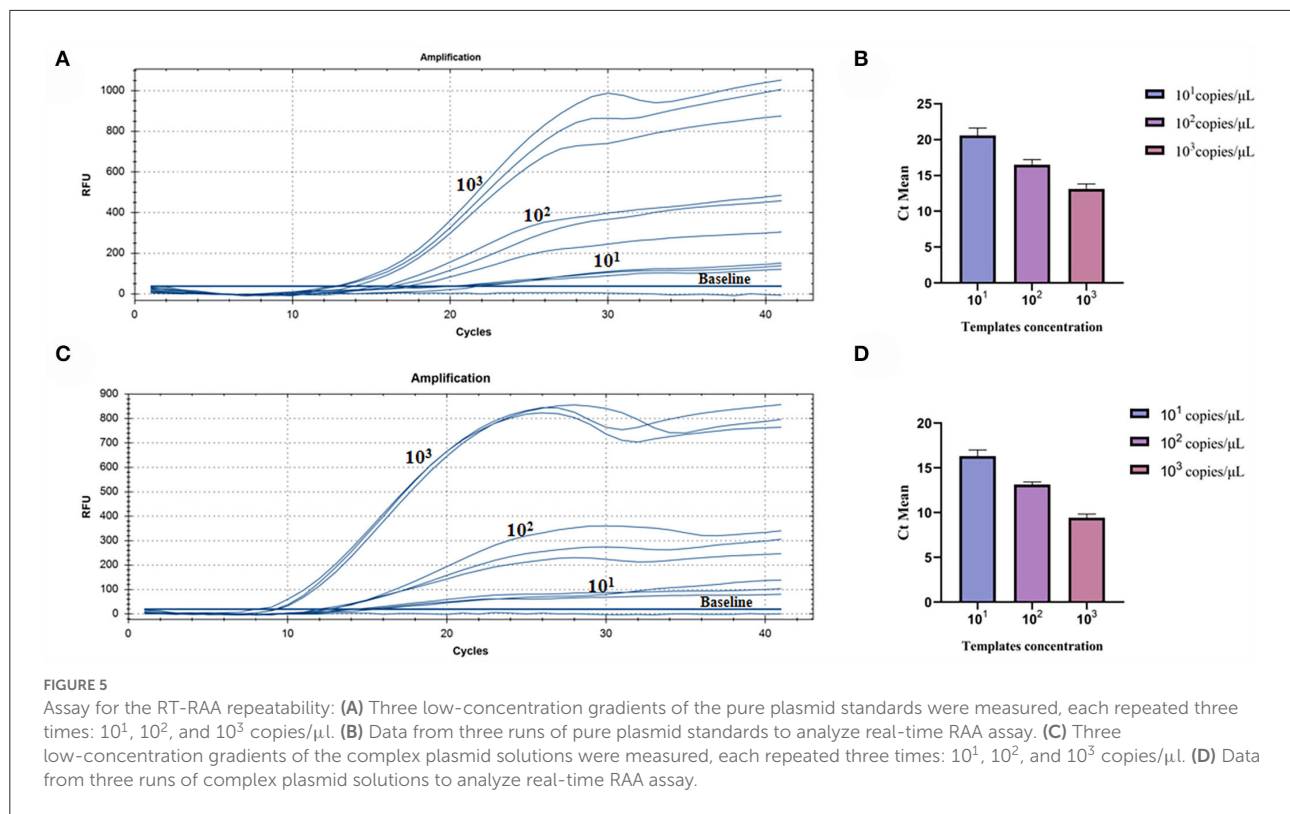 A
Amplification
1000
800
600
400
200
0
RFU
10³
10²
10¹
Baseline
0
10
20
30
40
Cycles
B
25
20
15
10
5
0
Ct Mean
10¹
10²
10³
Templates concentration
10¹copies/μL
10²copies/μL
10³copies/μL
C
Amplification
900
800
700
600
500
400
300
200
100
0
RFU
10³
10²
10¹
Baseline
0
10
20
30
40
Cycles
D
20
15
10
5
0
Ct Mean
10¹
10²
10³
Templates concentration
10¹ copies/μL
10² copies/μL
10³ copies/μL
FIGURE 5
Assay for the RT-RAA repeatability: (A) Three low-concentration gradients of the pure plasmid standards were measured, each repeated three
times: 10¹, 10², and 10³ copies/μl. (B) Data from three runs of pure plasmid standards to analyze real-time RAA assay. (C) Three
low-concentration gradients of the complex plasmid solutions were measured, each repeated three times: 10¹, 10², and 10³ copies/μl. (D) Data
from three runs of complex plasmid solutions to analyze real-time RAA assay.